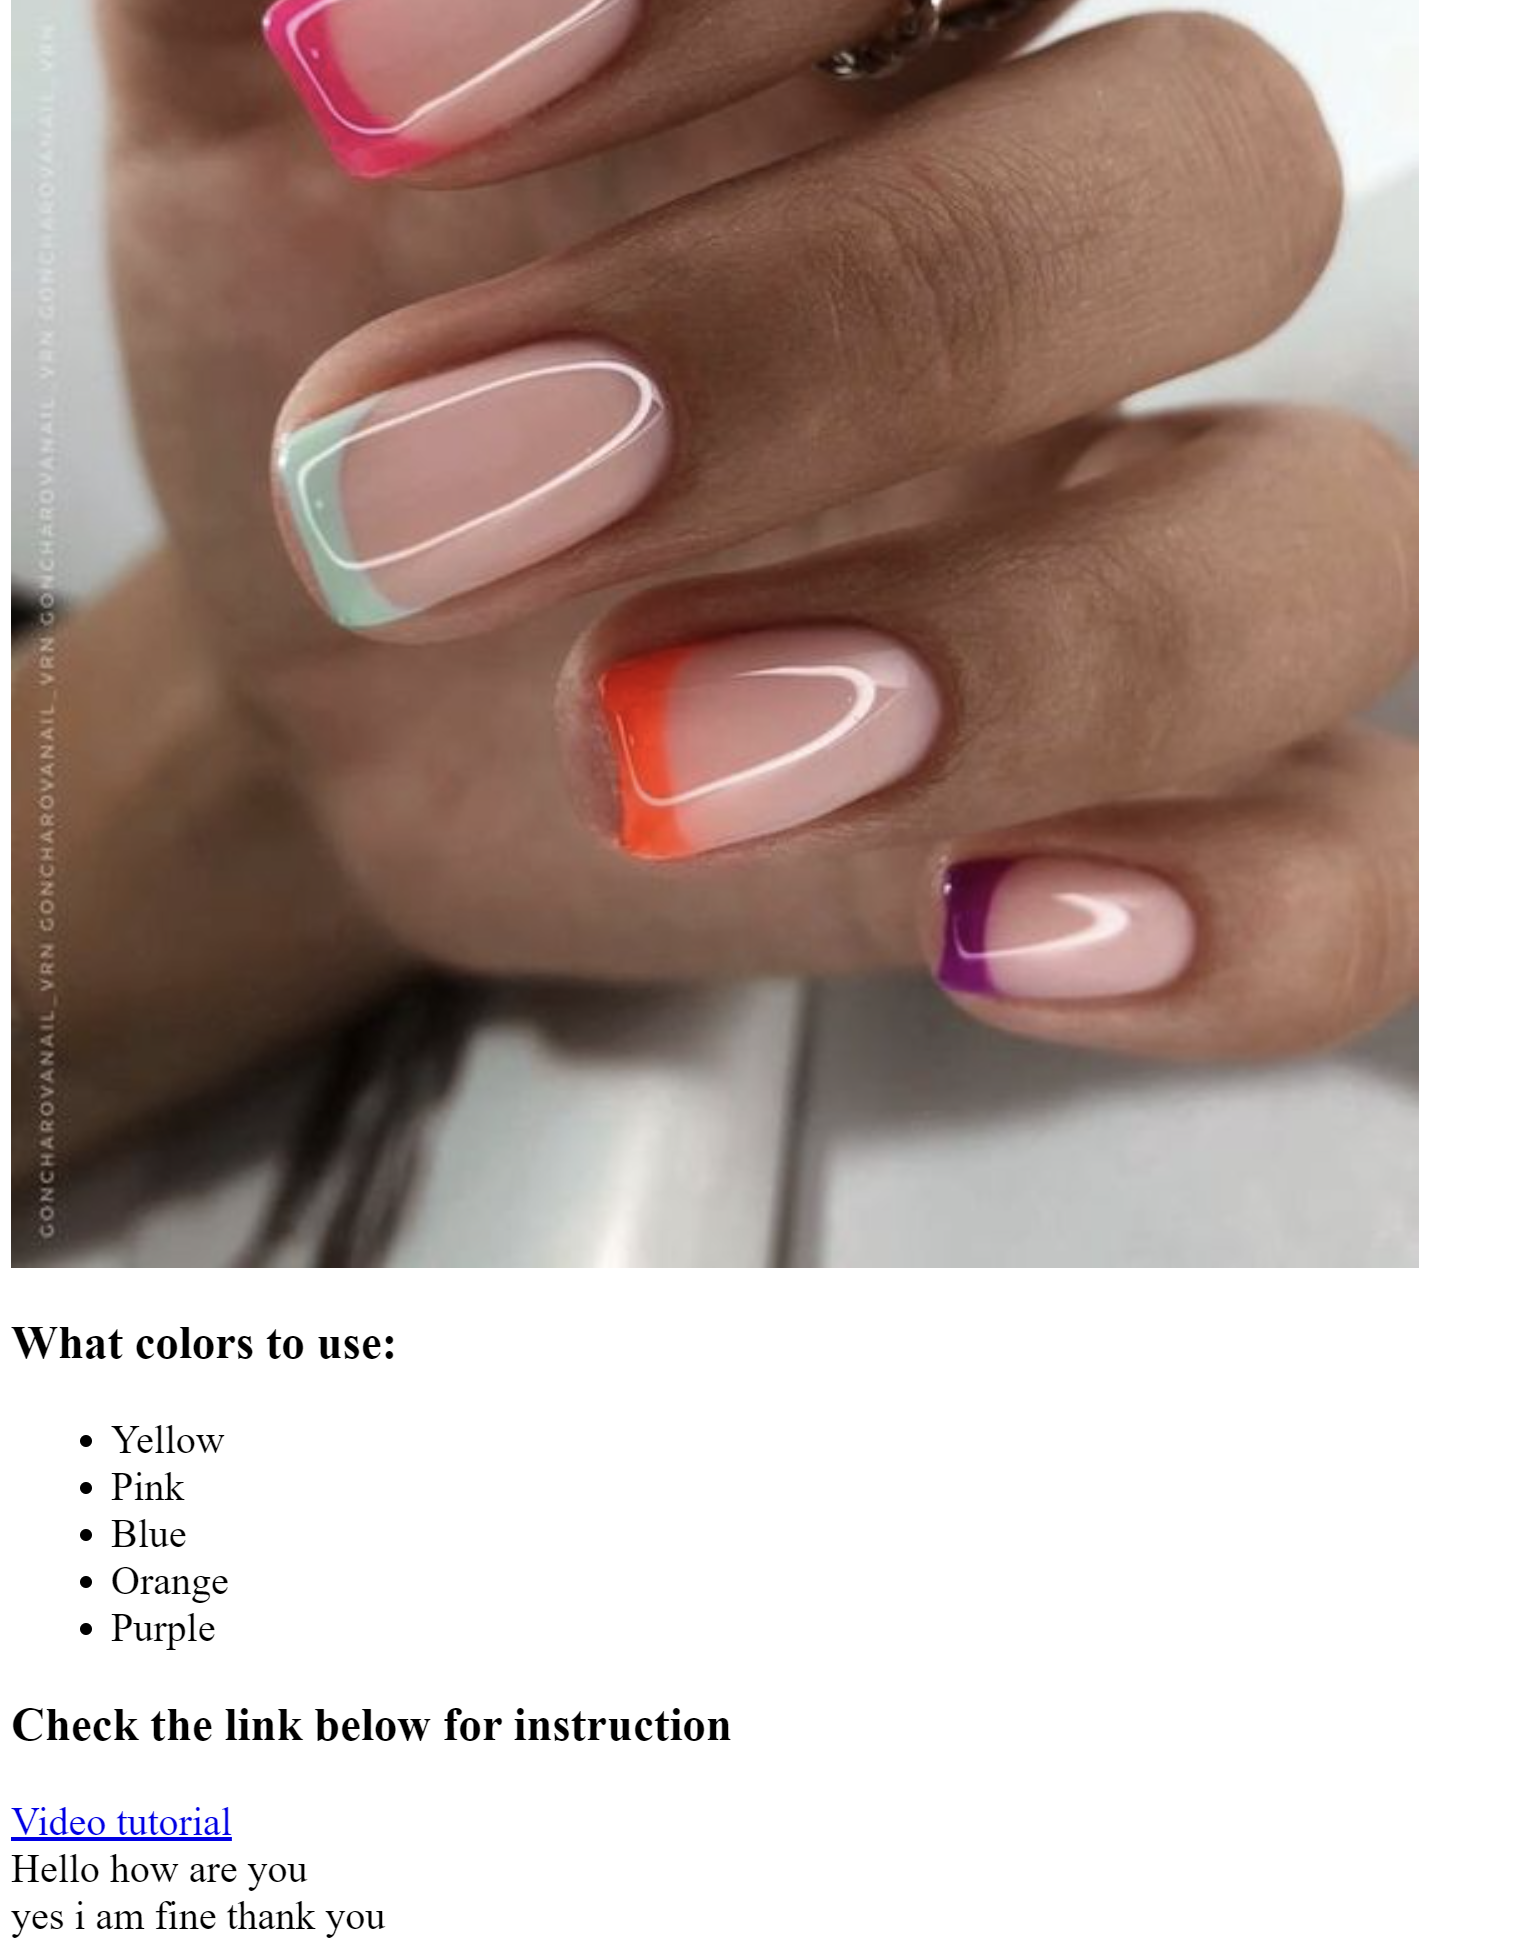 GONCHAROVANAIL_VRN GONCHAROVANAIL_VRN GONCHAROVANAIL_VRN GONCHAROVANAIL_VRN
What colors to use:
Yellow
Pink
Blue
Orange
Purple
Check the link below for instruction
Video tutorial
Hello how are you
yes i am fine thank you